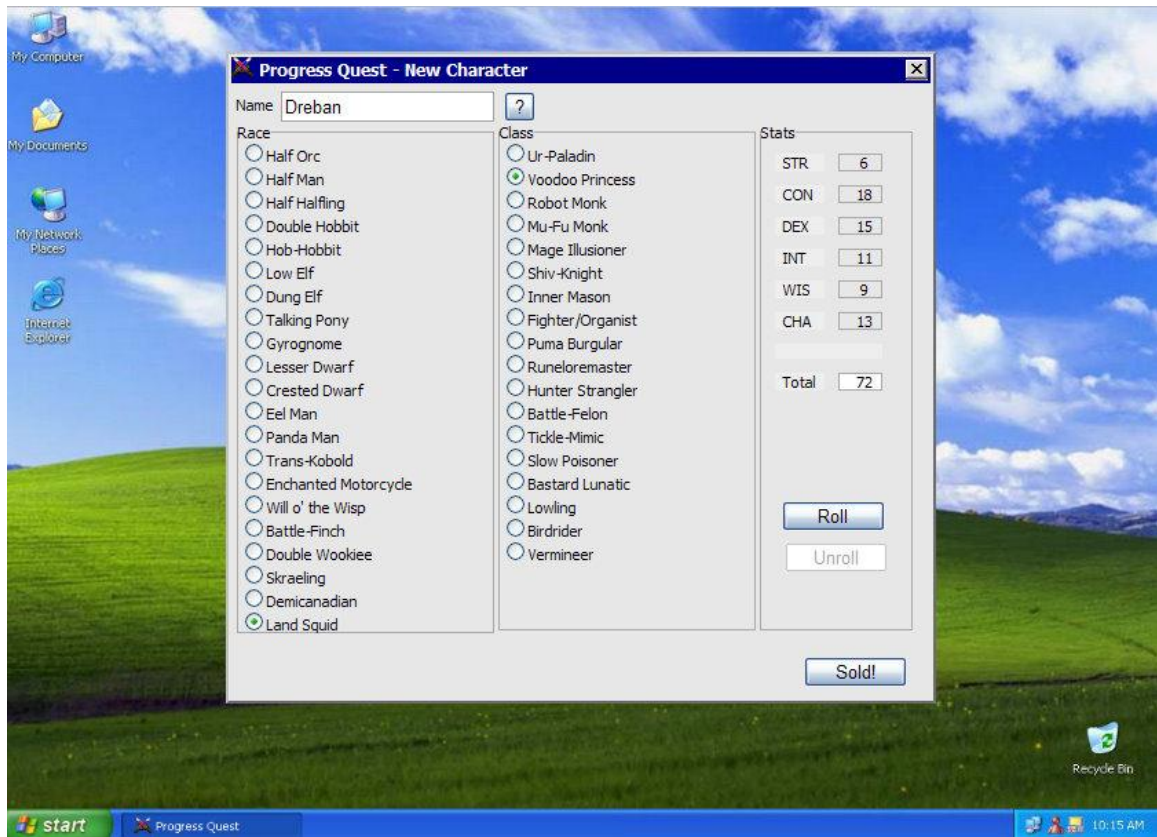 My Computer
My Documents
My Network
Places
Internet
Explorer
Progress Quest - New Character
Name Dreban ?
Race
Half Orc
Half Man
Half Halfling
Double Hobbit
Hob-Hobbit
Low Elf
Dung Elf
Talking Pony
Gyrognome
Lesser Dwarf
Crested Dwarf
Eel Man
Panda Man
Trans-Kobold
Enchanted Motorcycle
Will o' the Wisp
Battle-Finch
Double Wookiee
Skraeling
Demicanadian
Land Squid
Class
Ur-Paladin
Voodoo Princess
Robot Monk
Mu-Fu Monk
Mage Illusioner
Shiv-Knight
Inner Mason
Fighter/Organist
Puma Burgular
Runeloremaster
Hunter Strangler
Battle-Felon
Tickle-Mimic
Slow Poisoner
Bastard Lunatic
Lowling
Birdrider
Vermineer
Stats
STR 6
CON 18
DEX 15
INT 11
WIS 9
CHA 13
Total 72
Roll
Unroll
Sold!
Recycle Bin
start
Progress Quest
10:15 AM